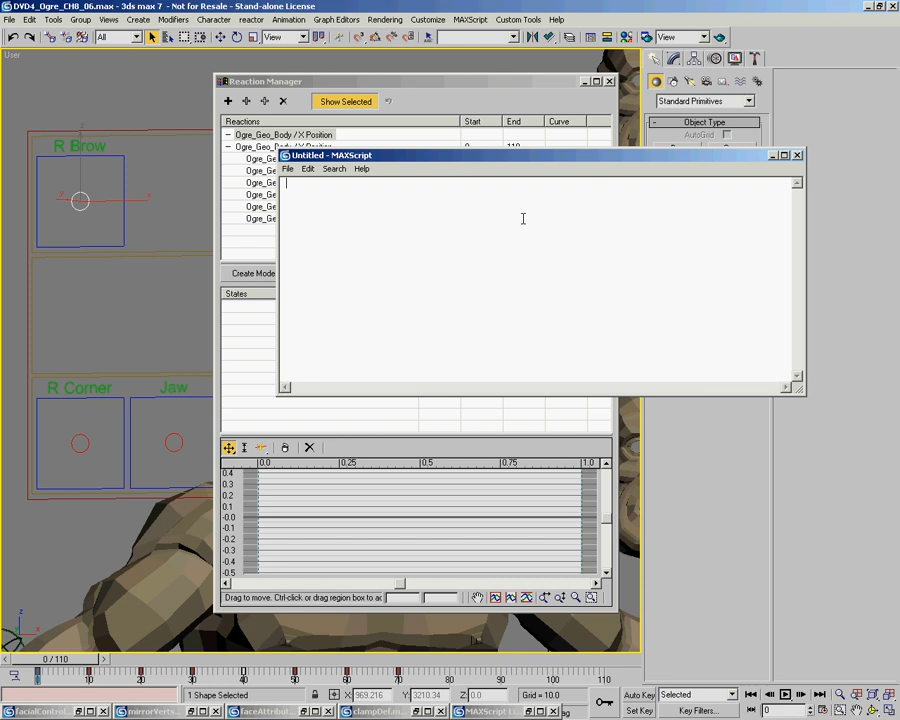 DVD4_Ogre_CH8_06.max - 3ds max 7 - Not for Resale - Stand-alone License
File Edit Tools Group Views Create Modifiers Character reactor Animation Graph Editors Rendering Customize MAXScript Custom Tools Help
All View View
User
Standard Primitives
Object Type
AutoGrid
Reaction Manager
Show Selected
Reactions Start End Curve
Ogre_Geo_Body / X Position
Untitled - MAXScript
File Edit Search Help
Ogre_Ge
Ogre_Ge
Ogre_Ge
Ogre_Ge
Ogre_Ge
Ogre_Ge
R Brow
Create Mode
States
R Corner Jaw
0.0 0.25 0.5 0.75 1.0
0.4
0.3
0.2
0.1
-0.0
-0.1
-0.2
-0.3
-0.4
-0.5
Drag to move. Ctrl-click or drag region box to ac
z x
0 / 110
10 20 30 40 50 60 70 80 90 100 110
1 Shape Selected X: 969.216 Y: 3210.34 Z: 0.0 Grid = 10.0
Auto Key Selected
Set Key Key Filters... 0
facialControl mirrorVerts... faceAttribut... clampDef.m... MAXScript Li... ag